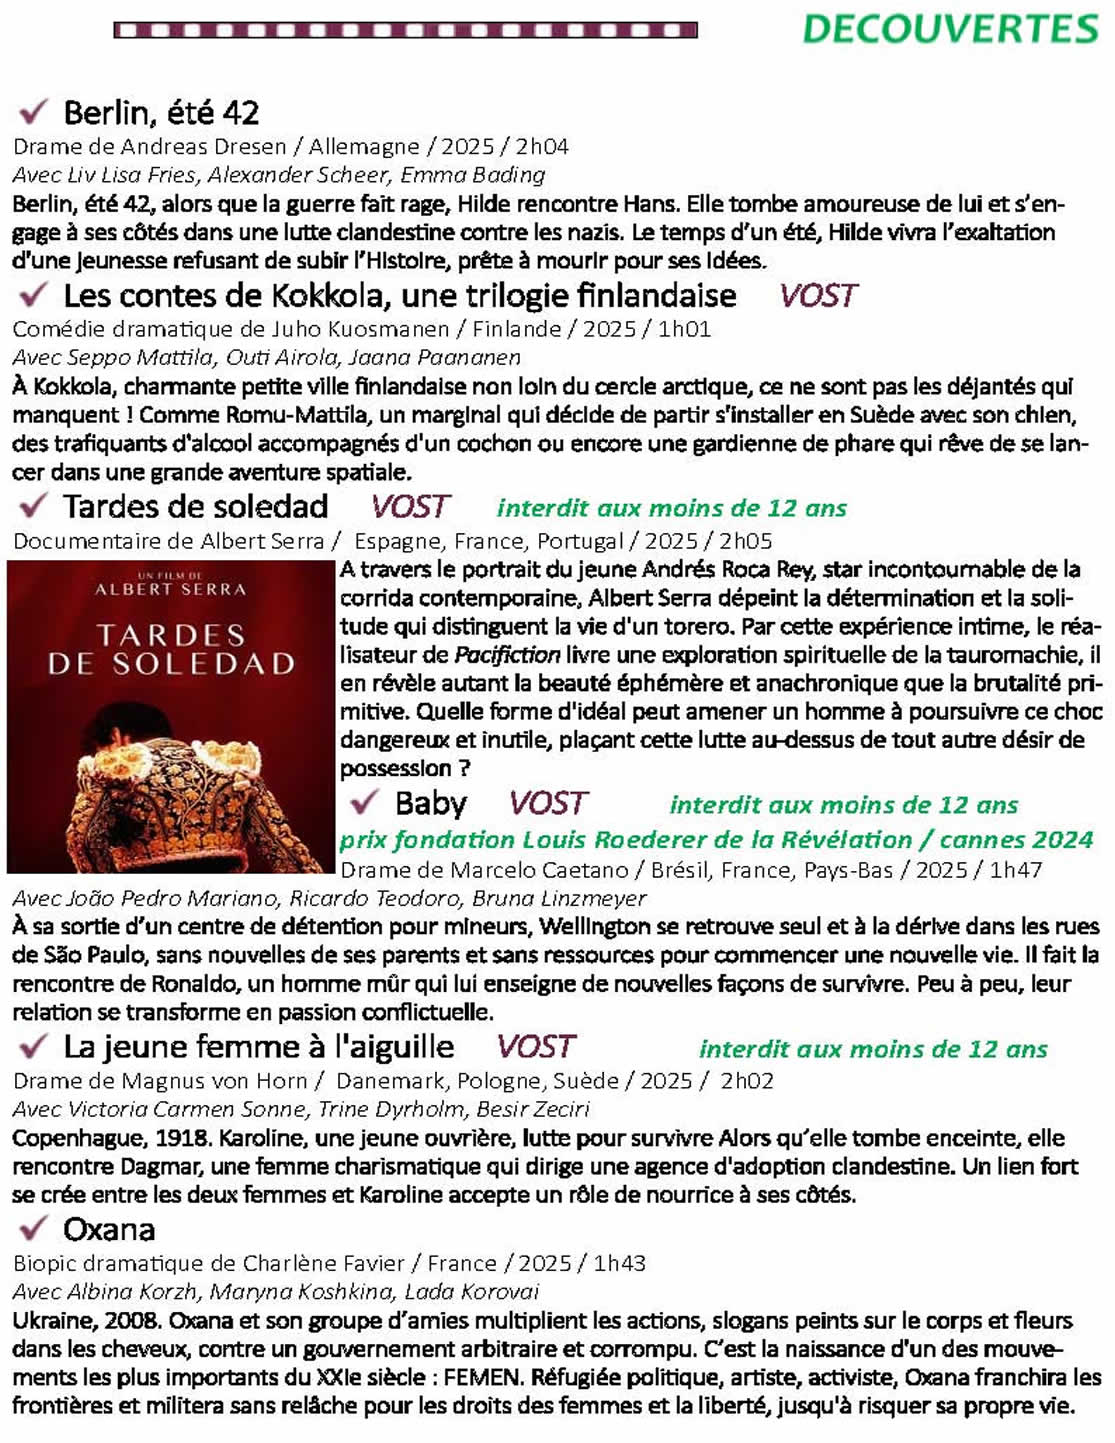 DECOUVERTES
Berlin, été 42
Drame de Andreas Dresen / Allemagne / 2025 / 2h04
Avec Liv Lisa Fries, Alexander Scheer, Emma Bading
Berlin, été 42, alors que la guerre fait rage, Hilde rencontre Hans. Elle tombe amoureuse de lui et s’en-
gage à ses côtés dans une lutte clandestine contre les nazis. Le temps d’un été, Hilde vivra l’exaltation
d'une jeunesse refusant de subir l’Histoire, prête à mourir pour ses idées.
Les contes de Kokkola, une trilogie finlandaise VOST
Comédie dramatique de Juho Kuosmanen / Finlande / 2025 / 1h01
Avec Seppo Mattila, Outi Airola, Jaana Paananen
À Kokkola, charmante petite ville finlandaise non loin du cercle arctique, ce ne sont pas les déjantés qui
manquent ! Comme Romu-Mattila, un marginal qui décide de partir s'installer en Suède avec son chien,
des trafiquants d'alcool accompagnés d'un cochon ou encore une gardienne de phare qui rêve de se lan-
cer dans une grande aventure spatiale.
Tardes de soledad VOST interdit aux moins de 12 ans
Documentaire de Albert Serra / Espagne, France, Portugal / 2025 / 2h05
UN FILM DE
ALBERT SERRA
TARDES
DE SOLEDAD
A travers le portrait du jeune Andrés Roca Rey, star incontournable de la
corrida contemporaine, Albert Serra dépeint la détermination et la soli-
tude qui distinguent la vie d'un torero. Par cette expérience intime, le réa-
lisateur de Pacifiction livre une exploration spirituelle de la tauromachie, il
en révèle autant la beauté éphémère et anachronique que la brutalité pri-
mitive. Quelle forme d'idéal peut amener un homme à poursuivre ce choc
dangereux et inutile, plaçant cette lutte au-dessus de tout autre désir de
possession ?
Baby VOST interdit aux moins de 12 ans
prix fondation Louis Roederer de la Révélation / cannes 2024
Drame de Marcelo Caetano / Brésil, France, Pays-Bas / 2025 / 1h47
Avec João Pedro Mariano, Ricardo Teodoro, Bruna Linzmeyer
À sa sortie d’un centre de détention pour mineurs, Wellington se retrouve seul et à la dérive dans les rues
de São Paulo, sans nouvelles de ses parents et sans ressources pour commencer une nouvelle vie. Il fait la
rencontre de Ronaldo, un homme mûr qui lui enseigne de nouvelles façons de survivre. Peu à peu, leur
relation se transforme en passion conflictuelle.
La jeune femme à l'aiguille VOST interdit aux moins de 12 ans
Drame de Magnus von Horn / Danemark, Pologne, Suède / 2025 / 2h02
Avec Victoria Carmen Sonne, Trine Dyrholm, Besir Zeciri
Copenhague, 1918. Karoline, une jeune ouvrière, lutte pour survivre Alors qu’elle tombe enceinte, elle
rencontre Dagmar, une femme charismatique qui dirige une agence d'adoption clandestine. Un lien fort
se crée entre les deux femmes et Karoline accepte un rôle de nourrice à ses côtés.
Oxana
Biopic dramatique de Charlène Favier / France / 2025 / 1h43
Avec Albina Korzh, Maryna Koshkina, Lada Korovai
Ukraine, 2008. Oxana et son groupe d’amies multiplient les actions, slogans peints sur le corps et fleurs
dans les cheveux, contre un gouvernement arbitraire et corrompu. C’est la naissance d'un des mouve-
ments les plus importants du XXIe siècle : FEMEN. Réfugiée politique, artiste, activiste, Oxana franchira les
frontières et militera sans relâche pour les droits des femmes et la liberté, jusqu'à risquer sa propre vie.